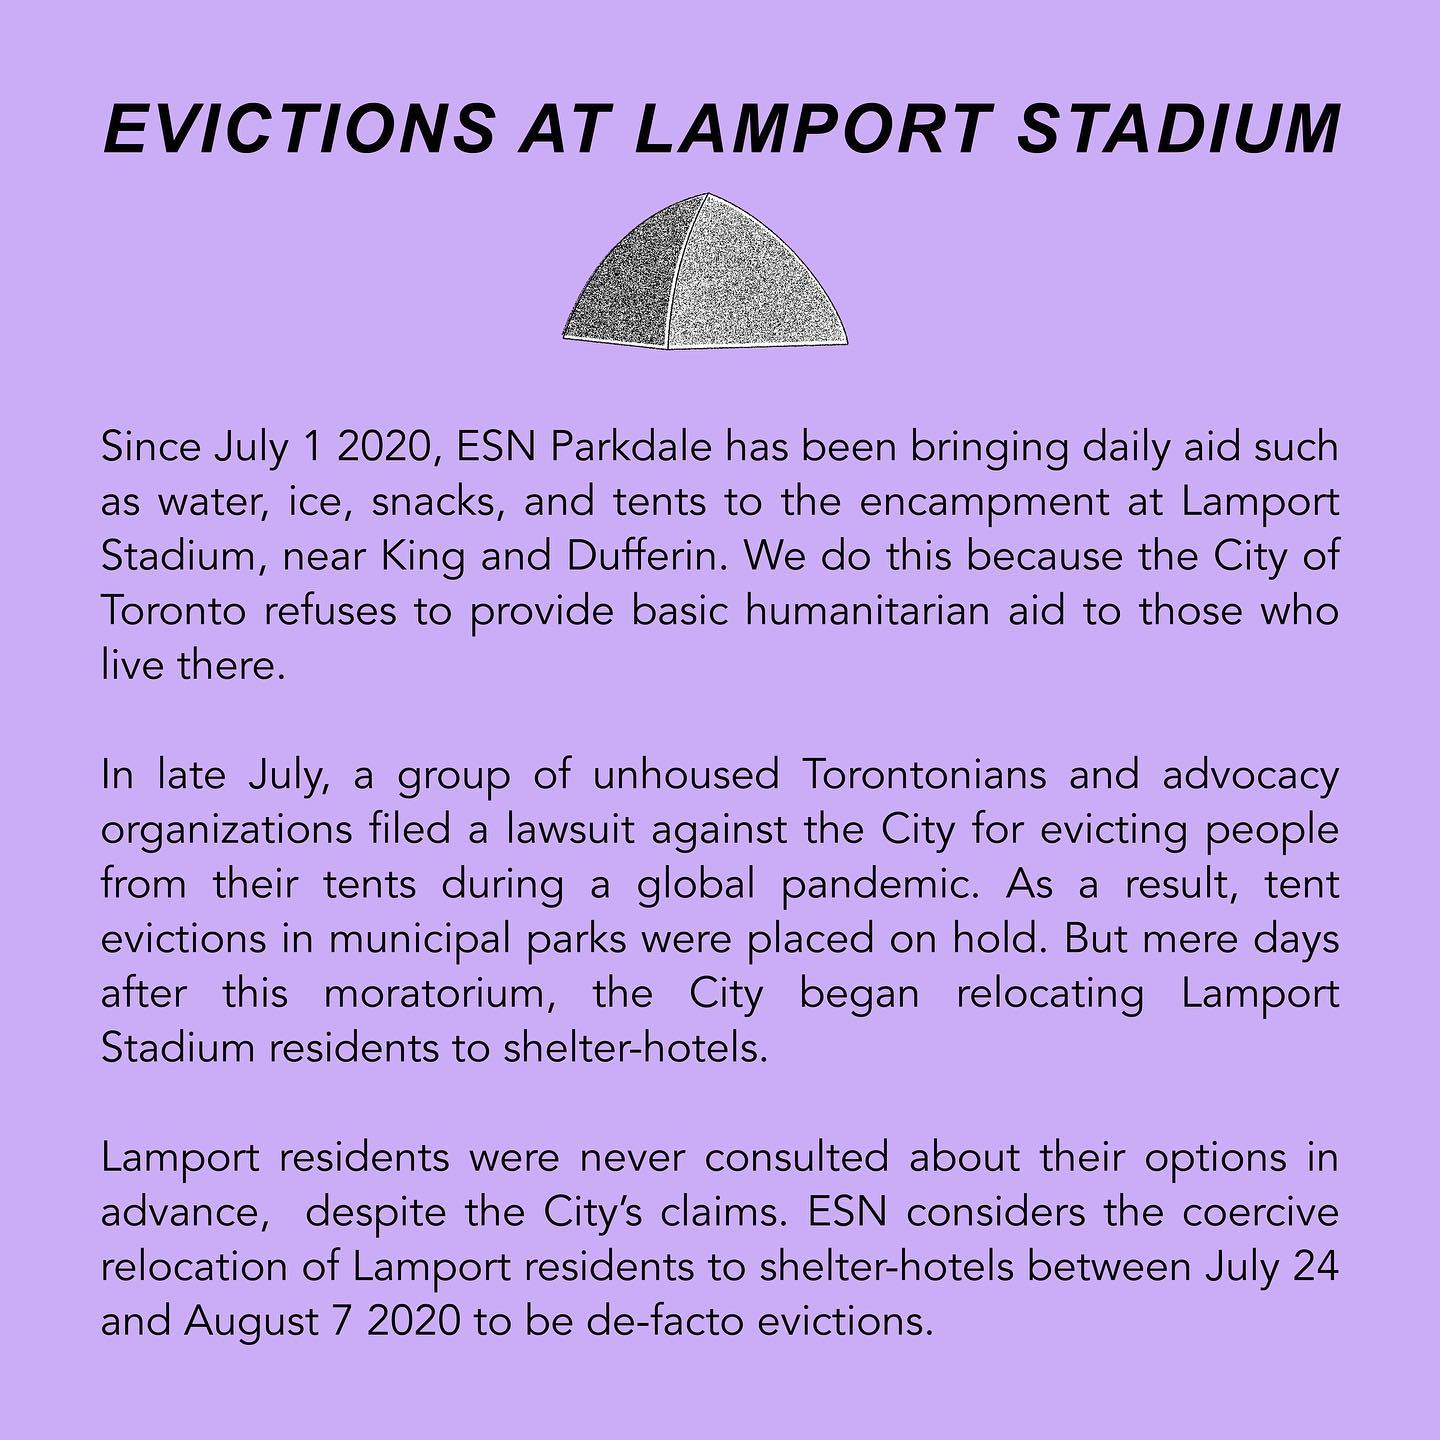 EVICTIONS AT LAMPORT STADIUM
Since July 1 2020, ESN Parkdale has been bringing daily aid such
as water, ice, snacks, and tents to the encampment at Lamport
Stadium, near King and Dufferin. We do this because the City of
Toronto refuses to provide basic humanitarian aid to those who
live there.
In late July, a group of unhoused Torontonians and advocacy
organizations filed a lawsuit against the City for evicting people
from their tents during a global pandemic. As a result, tent
evictions in municipal parks were placed on hold. But mere days
after this moratorium, the City began relocating Lamport
Stadium residents to shelter-hotels.
Lamport residents were never consulted about their options in
advance, despite the City’s claims. ESN considers the coercive
relocation of Lamport residents to shelter-hotels between July 24
and August 7 2020 to be de-facto evictions.